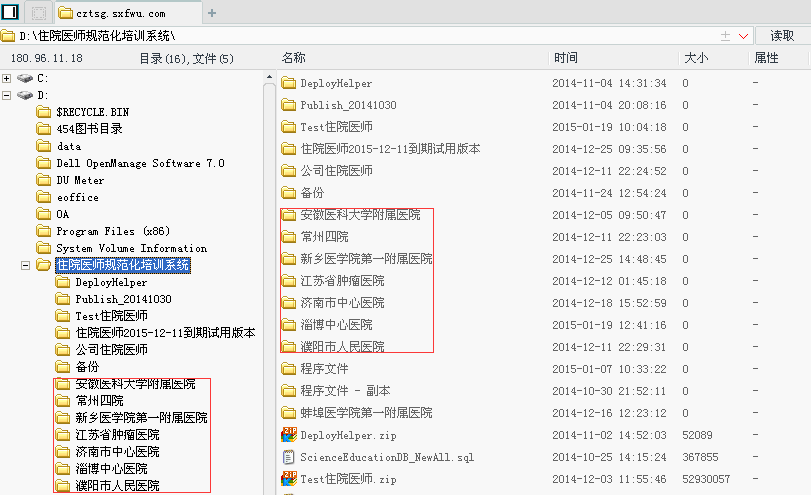 cztsg.sxfwu.com
D:\住院医师规范化培训系统\ 读取
180.96.11.18 目录(16),文件(5) 名称 时间 大小 属性
C:
D:
$RECYCLE.BIN
454图书目录
data
Dell OpenManage Software 7.0
DU Meter
eoffice
OA
Program Files (x86)
System Volume Information
住院医师规范化培训系统
DeployHelper
Publish_20141030
Test住院医师
住院医师2015-12-11到期试用版本
公司住院医师
备份
安徽医科大学附属医院
常州四院
新乡医学院第一附属医院
江苏省肿瘤医院
济南市中心医院
淄博中心医院
濮阳市人民医院
DeployHelper 2014-11-04 14:31:34 0 -
Publish_20141030 2014-11-04 20:08:16 0 -
Test住院医师 2015-01-19 10:04:18 0 -
住院医师2015-12-11到期试用版本 2014-12-25 09:35:56 0 -
公司住院医师 2014-12-11 22:24:52 0 -
备份 2014-11-24 12:54:24 0 -
安徽医科大学附属医院 2014-12-05 09:50:47 0 -
常州四院 2014-12-11 22:23:03 0 -
新乡医学院第一附属医院 2014-12-25 14:48:45 0 -
江苏省肿瘤医院 2014-12-12 01:45:18 0 -
济南市中心医院 2014-12-18 15:52:59 0 -
淄博中心医院 2015-01-19 12:41:16 0 -
濮阳市人民医院 2014-12-11 22:29:31 0 -
程序文件 2015-01-07 10:33:22 0 -
程序文件 - 副本 2014-10-30 21:52:11 0 -
蚌埠医学院第一附属医院 2014-12-16 12:23:12 0 -
DeployHelper.zip 2014-11-02 14:52:03 52089 -
ScienceEducationDB_NewAll.sql 2014-10-25 14:15:24 367855 -
Test住院医师.zip 2014-12-03 11:55:46 52930057 -